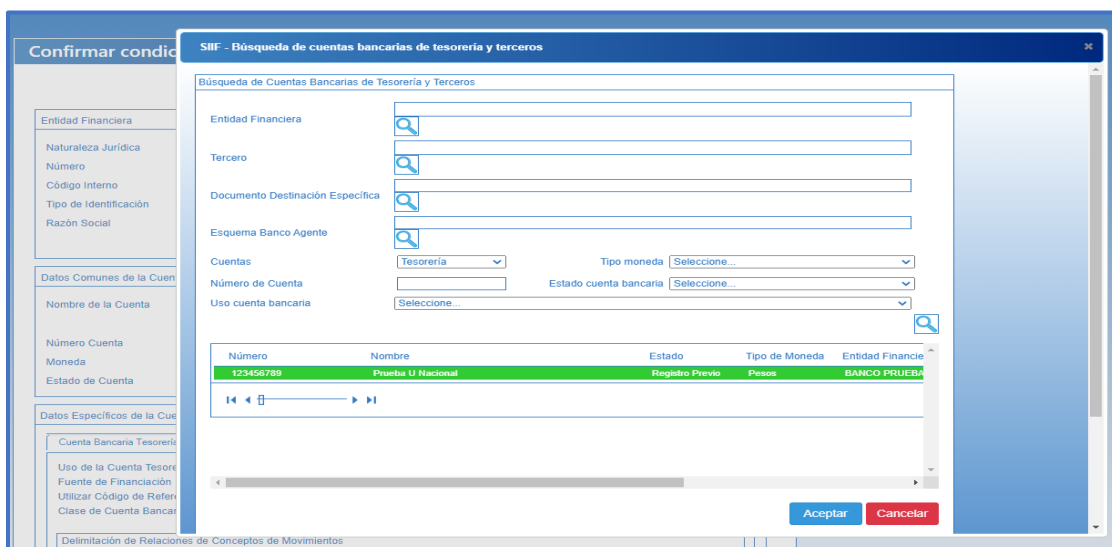 Confirmar condic
SIIF - Búsqueda de cuentas bancarias de tesoreria y terceros
Búsqueda de Cuentas Bancarias de Tesorería y Terceros
Entidad Financiera
Naturaleza Jurídica
Número
Código Interno
Tipo de Identificación
Razón Social
Datos Comunes de la Cuen
Nombre de la Cuenta
Número Cuenta
Moneda
Estado de Cuenta
Datos Específicos de la Cue
Cuenta Bancaria Tesorería
Uso de la Cuenta Tesore
Fuente de Financiación
Utilizar Código de Refere
Clase de Cuenta Bancar
Delimitación de Relaciones de Conceptos de Movimientos
Entidad Financiera
Tercero
Documento Destinación Específica
Esquema Banco Agente
Cuentas Tesorería Tipo moneda Seleccione...
Número de Cuenta Estado cuenta bancaria Seleccione...
Uso cuenta bancaria Seleccione...
Número Nombre Estado Tipo de Moneda Entidad Financie
123456789 Prueba U Nacional Registro Previo Pesos BANCO PRUEBA
Aceptar Cancelar